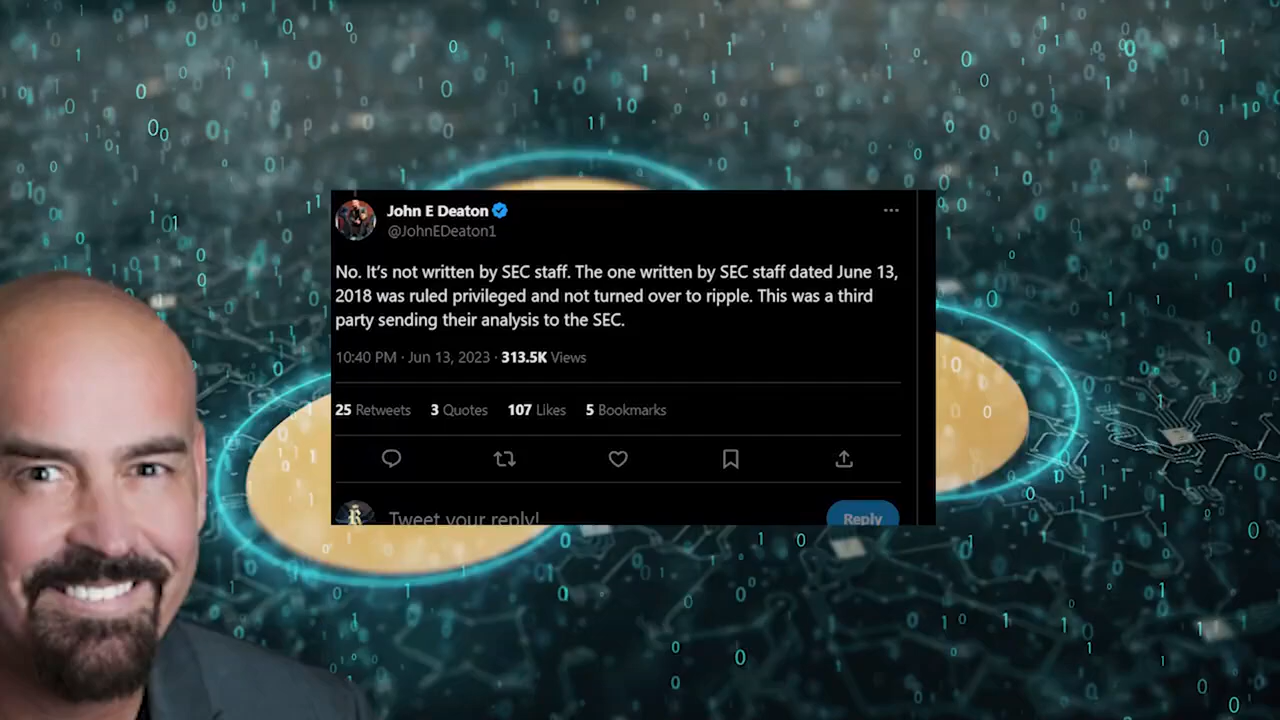 John E Deaton
@JohnEDeaton1
No. It's not written by SEC staff. The one written by SEC staff dated June 13,
2018 was ruled privileged and not turned over to ripple. This was a third
party sending their analysis to the SEC.
10:40 PM · Jun 13, 2023 · 313.5K Views
25 Retweets 3 Quotes 107 Likes 5 Bookmarks
Tweet your reply!
Reply